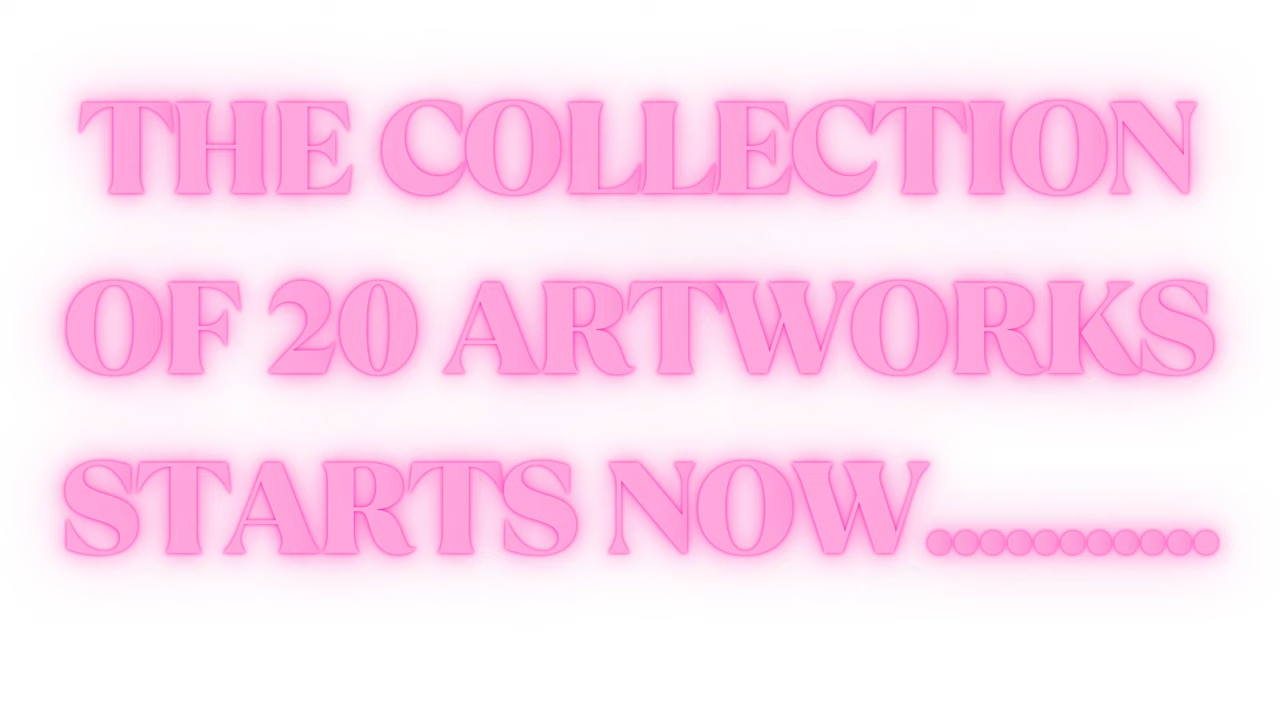 THE COLLECTION
OF 20 ARTWORKS
STARTS NOW...........